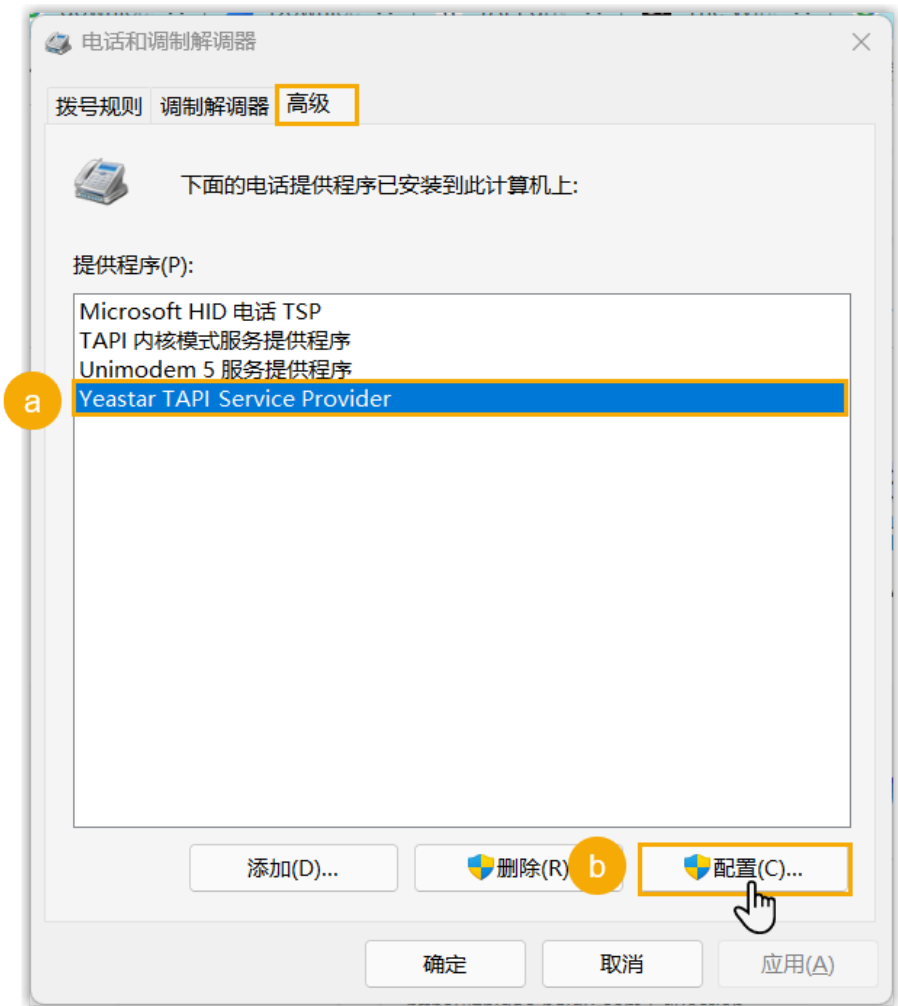 电话和调制解调器
拨号规则 调制解调器 高级
下面的电话提供程序已安装到此计算机上:
提供程序(P):
Microsoft HID 电话 TSP
TAPI 内核模式服务提供程序
Unimodem 5 服务提供程序
a Yeastar TAPI Service Provider
添加(D)... 删除(R) b 配置(C)...
确定 取消 应用(A)